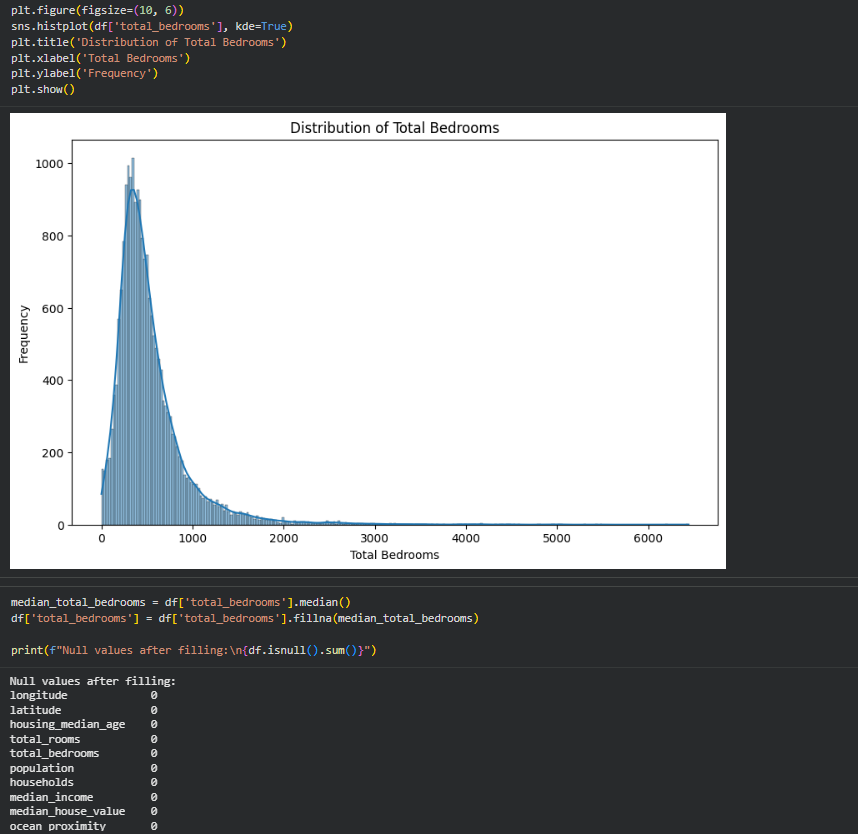 plt.figure(figsize=(10, 6))
sns.histplot(df['total_bedrooms'], kde=True)
plt.title('Distribution of Total Bedrooms')
plt.xlabel('Total Bedrooms')
plt.ylabel('Frequency')
plt.show()
Distribution of Total Bedrooms
1000
800
600
400
200
0
Frequency
0 1000 2000 3000 4000 5000 6000
Total Bedrooms
median_total_bedrooms = df['total_bedrooms'].median()
df['total_bedrooms'] = df['total_bedrooms'].fillna(median_total_bedrooms)
print(f"Null values after filling:\n{df.isnull().sum()}")
Null values after filling:
longitude 0
latitude 0
housing_median_age 0
total_rooms 0
total_bedrooms 0
population 0
households 0
median_income 0
median_house_value 0
ocean_proximity 0